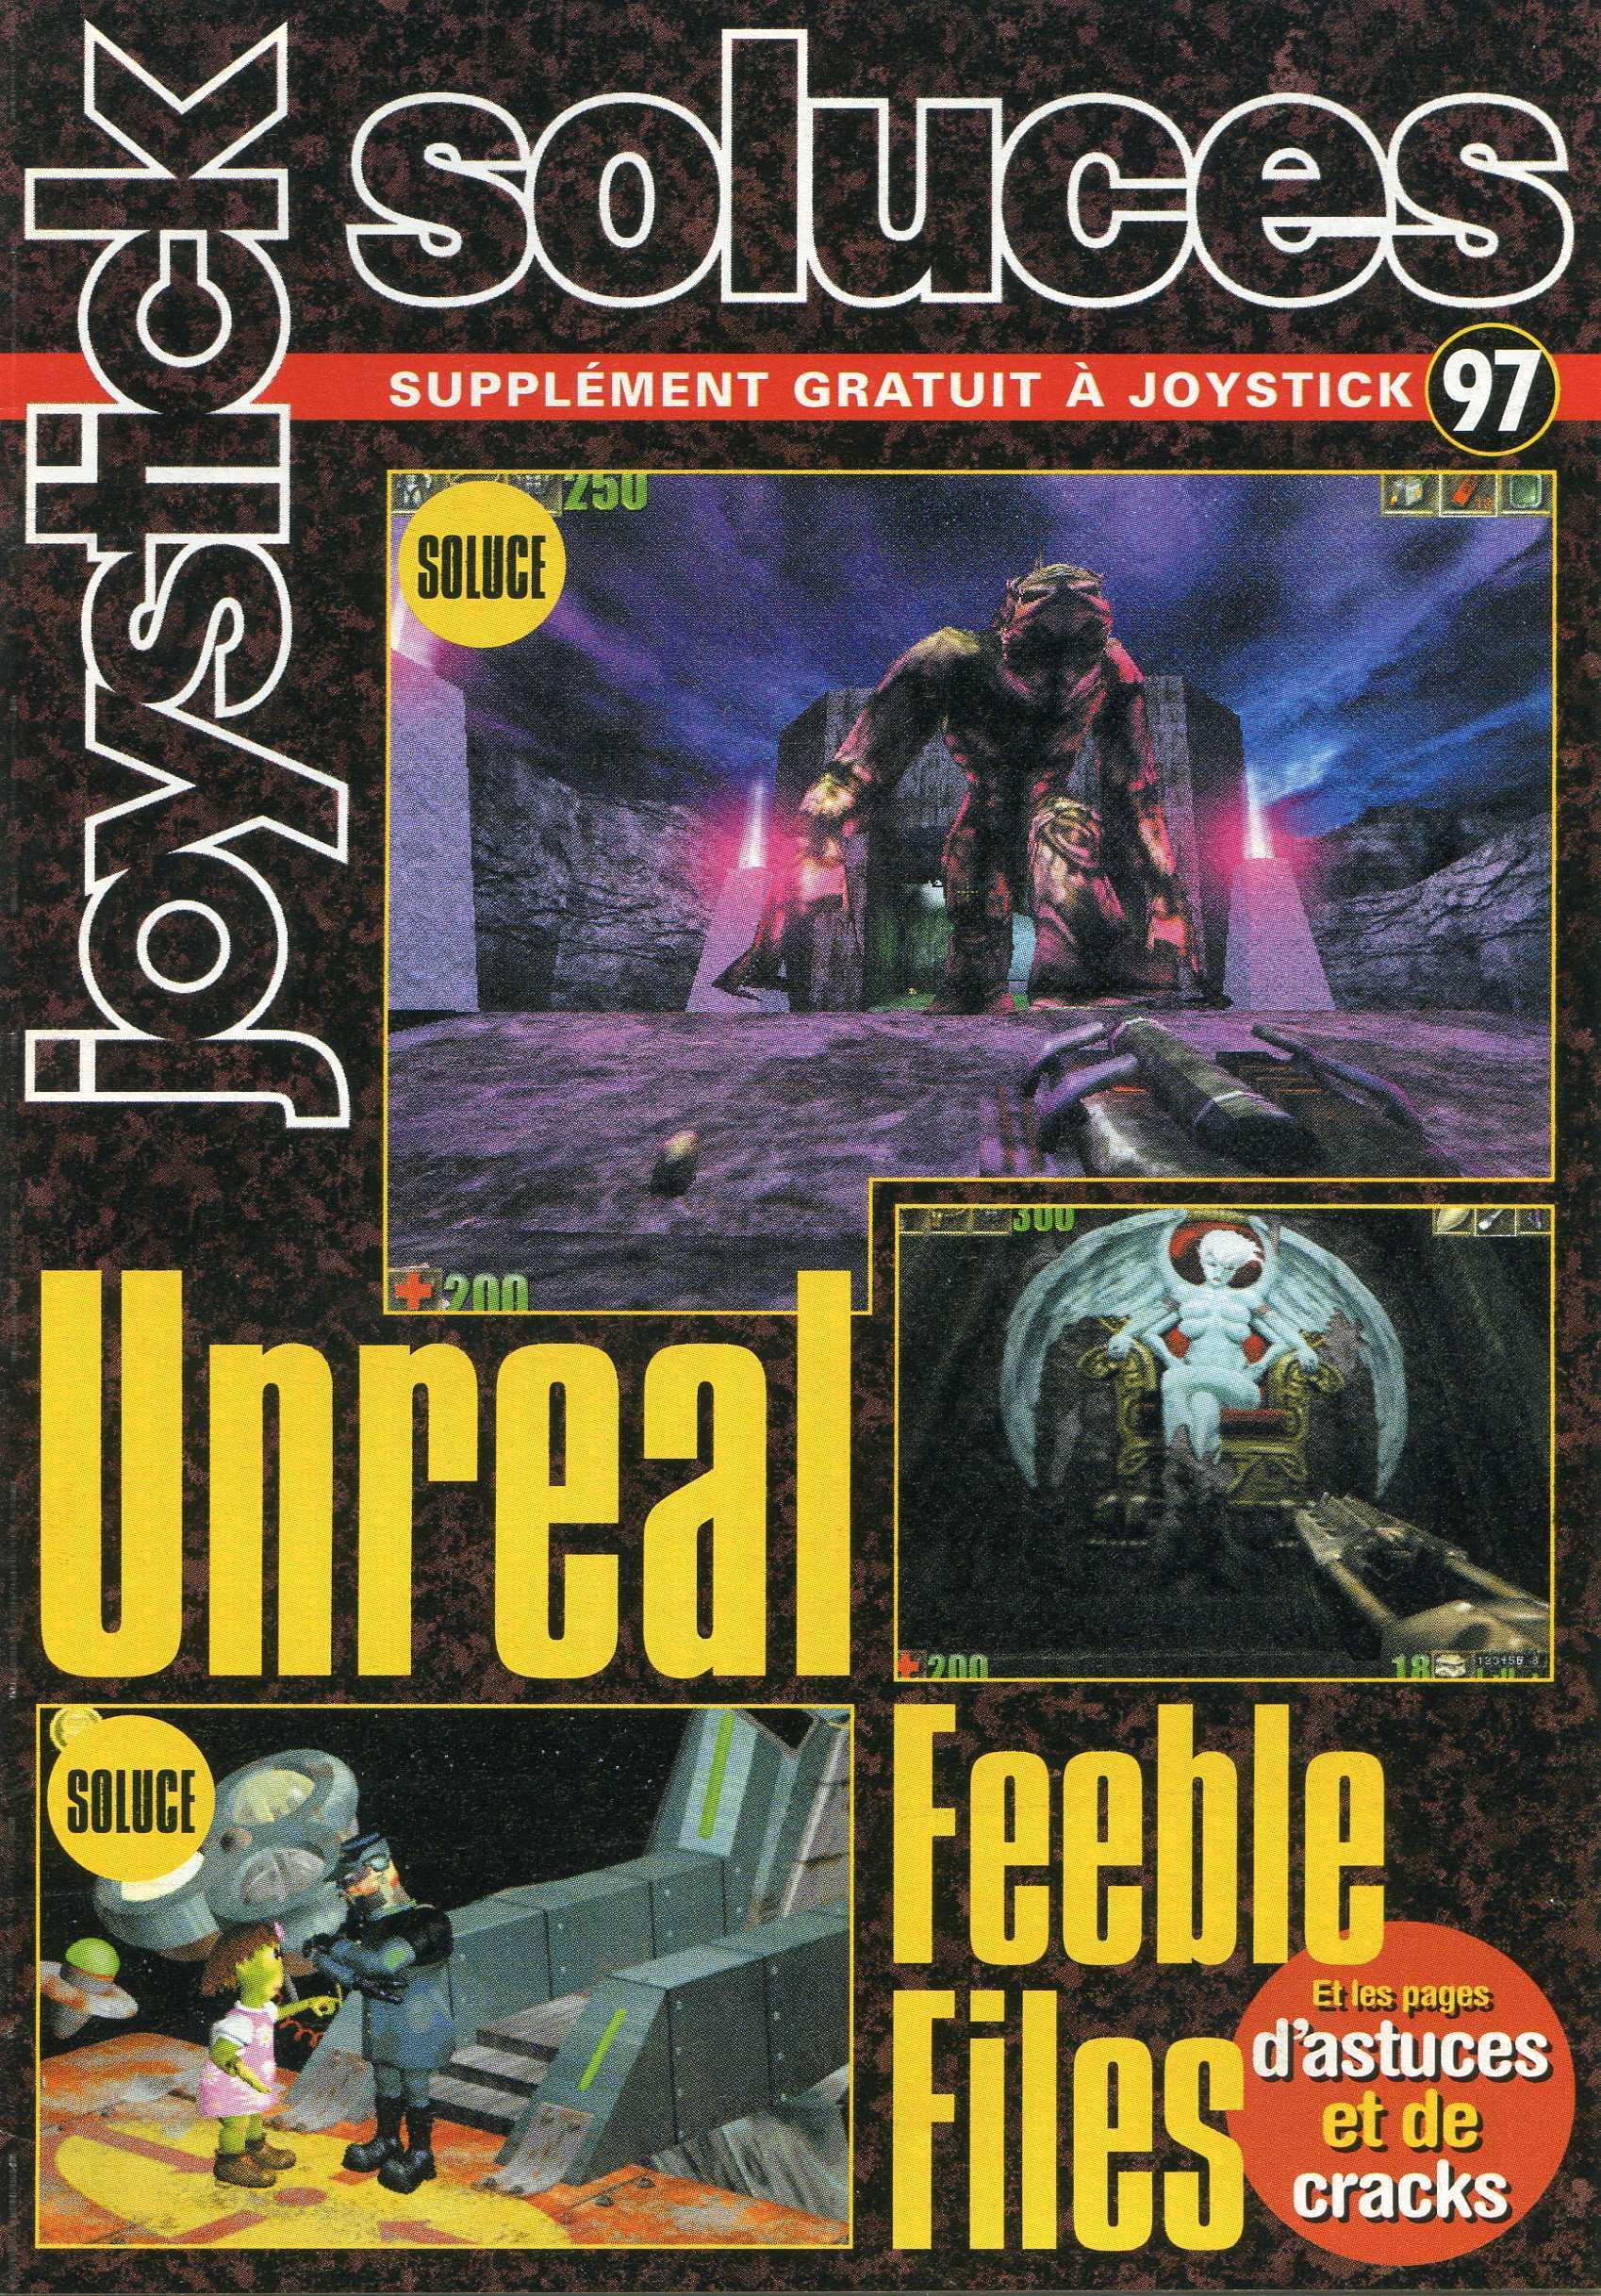 joystick
soluces
SUPPLÉMENT GRATUIT À JOYSTICK 97
250
SOLUCE
200
300
Unreal
200
18
SOLUCE
Feeble
Files
Et les pages
d'astuces
et de
cracks